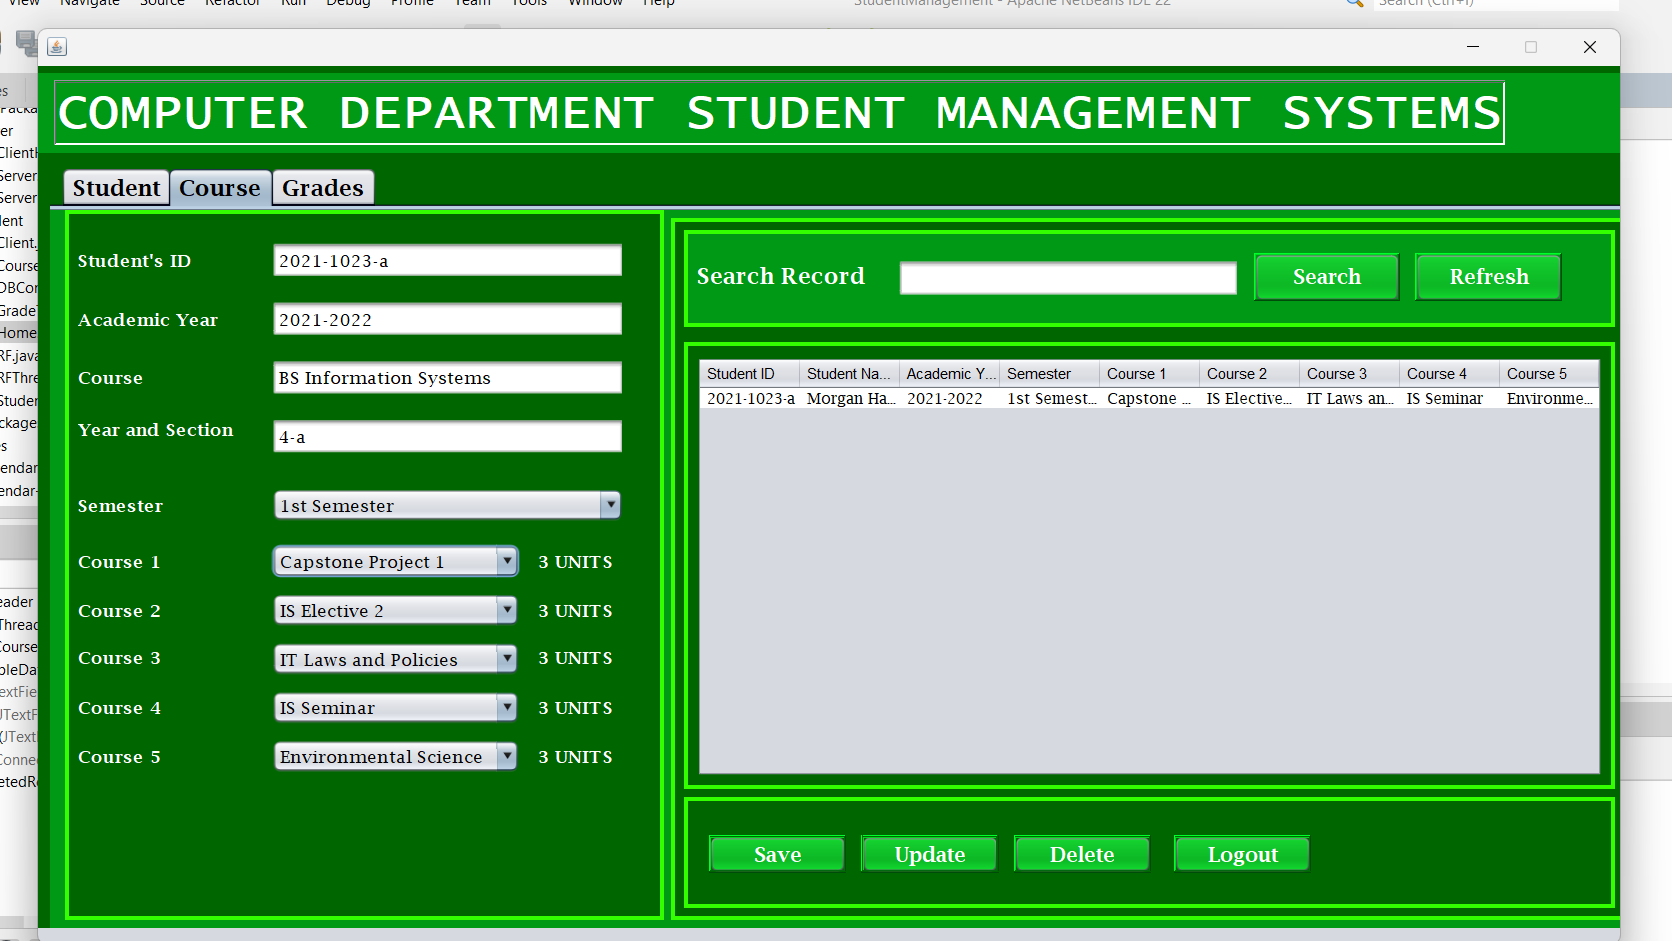 View Navigate Source Refactor Run Debug Profile Team Tools Window Help StudentManagement - Apache NetBeans IDE 22 Search (Ctrl+I)
COMPUTER DEPARTMENT STUDENT MANAGEMENT SYSTEMS
Student Course Grades
Student's ID 2021-1023-a
Academic Year 2021-2022
Course BS Information Systems
Year and Section 4-a
Semester 1st Semester
Course 1 Capstone Project 1 3 UNITS
Course 2 IS Elective 2 3 UNITS
Course 3 IT Laws and Policies 3 UNITS
Course 4 IS Seminar 3 UNITS
Course 5 Environmental Science 3 UNITS
Search Record Search Refresh
Student ID Student Na... Academic Y... Semester Course 1 Course 2 Course 3 Course 4 Course 5
2021-1023-a Morgan Ha... 2021-2022 1st Semest... Capstone ... IS Elective... IT Laws an... IS Seminar Environme...
Save Update Delete Logout